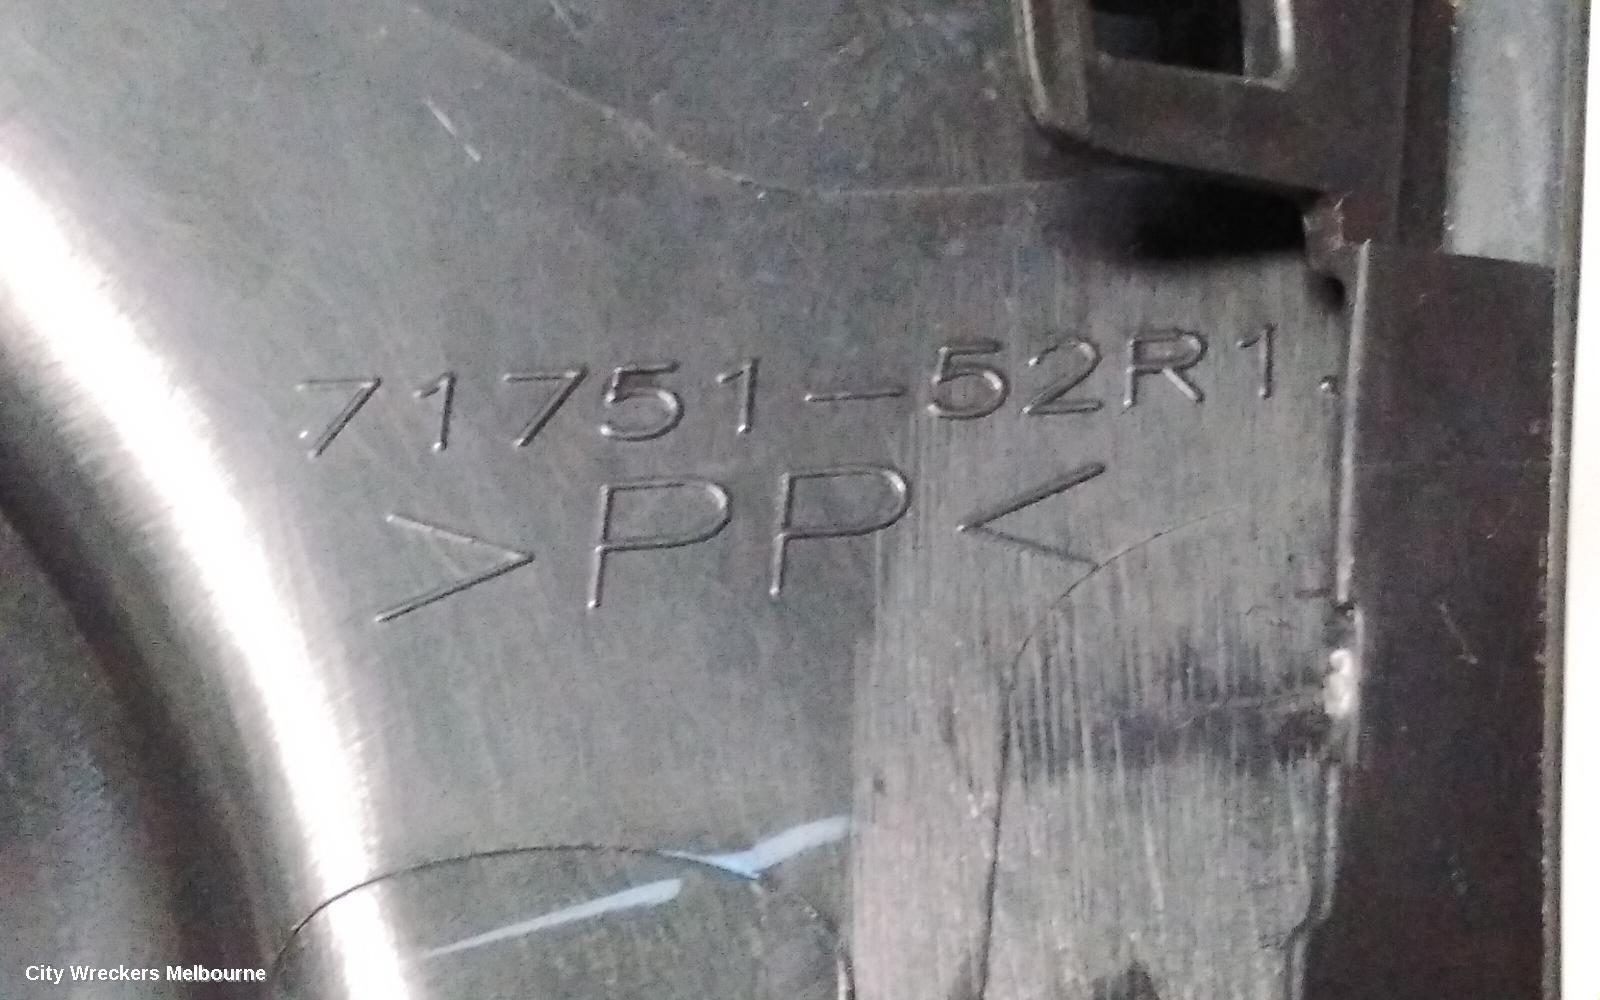 71751-52R1.
>PP<
City Wreckers Melbourne